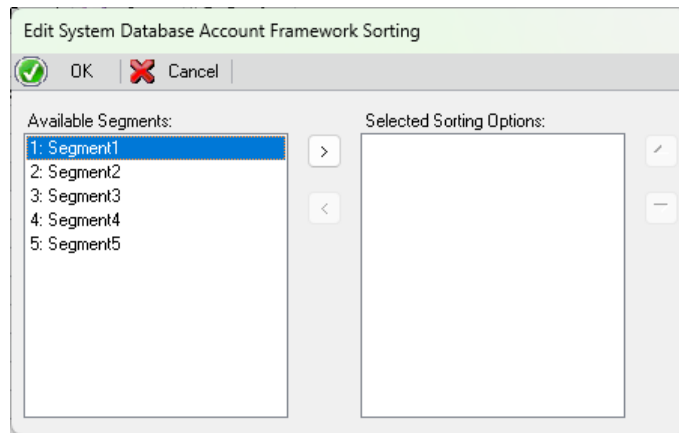 Edit System Database Account Framework Sorting
OK Cancel
Available Segments:
Selected Sorting Options:
1: Segment1
2: Segment2
3: Segment3
4: Segment4
5: Segment5
>
<